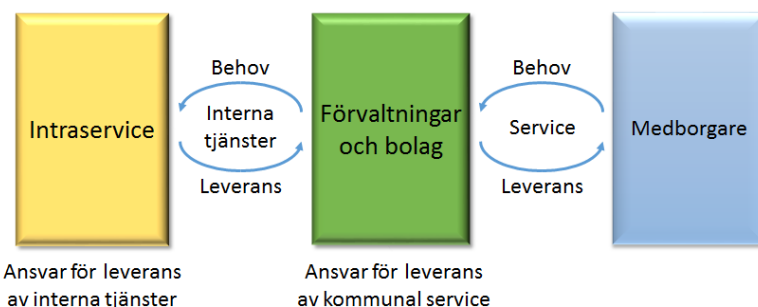 Intraservice
Behov
Interna
tjänster
Leverans
Förvaltningar
och bolag
Behov
Service
Leverans
Medborgare
Ansvar för leverans
av interna tjänster
Ansvar för leverans
av kommunal service